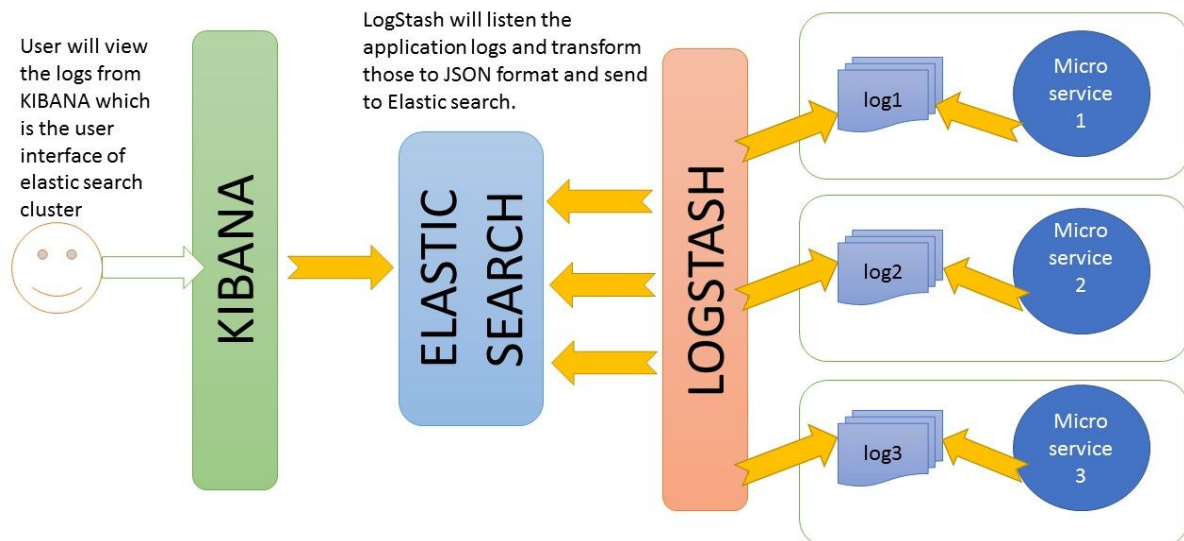 User will view
the logs from
KIBANA which
is the user
interface of
elastic search
cluster
KIBANA
LogStash will listen the
application logs and transform
those to JSON format and send
to Elastic search.
ELASTIC
SEARCH
LOGSTASH
log1
Micro
service
1
log2
Micro
service
2
log3
Micro
service
3